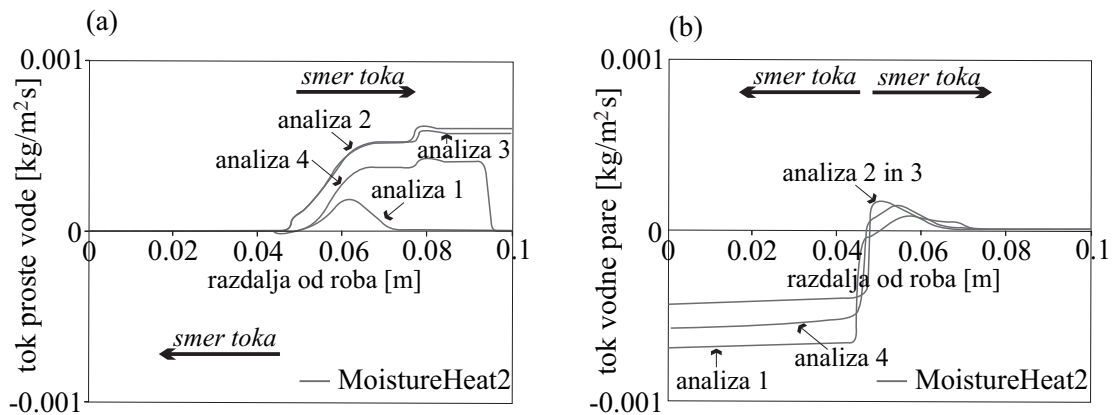 (a)
0.001
smer toka
analiza 2
analiza 4
analiza 3
analiza 1
tok proste vode [kg/m²s]
0
0 0.02 0.04 0.06 0.08 0.1
razdalja od roba [m]
smer toka
MoistureHeat2
-0.001
(b)
0.001
smer toka smer toka
analiza 2 in 3
tok vodne pare [kg/m²s]
0
0 0.02 0.04 0.06 0.08 0.1
razdalja od roba [m]
analiza 4
analiza 1
MoistureHeat2
-0.001